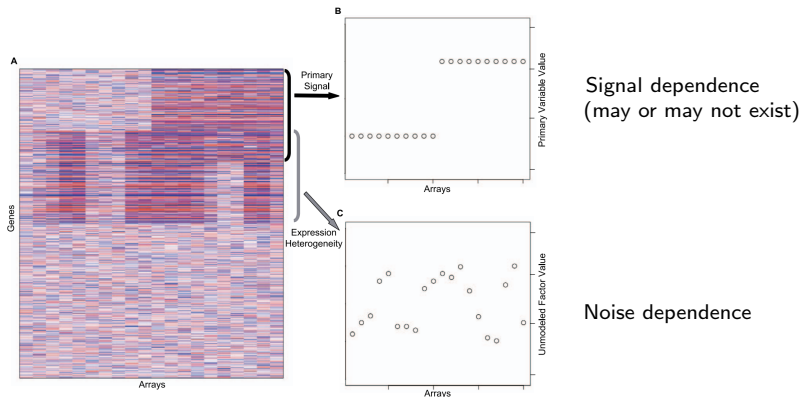 A
Genes
Arrays
Primary
Signal
Expression
Heterogeneity
B
Primary Variable Value
Arrays
C
Unmodeled Factor Value
Arrays
Signal dependence
(may or may not exist)
Noise dependence